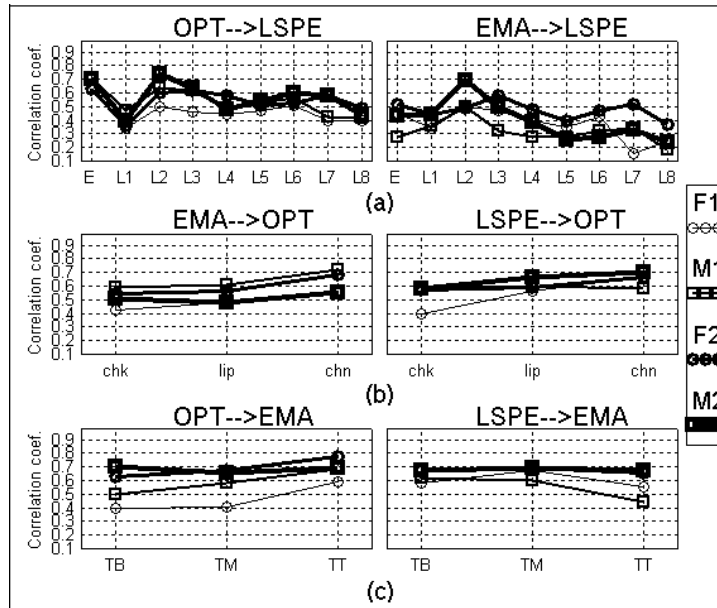 OPT-->LSPE EMA-->LSPE
Correlation coef.
0.9
0.8
0.7
0.6
0.5
0.4
0.3
0.2
0.1
E L1 L2 L3 L4 L5 L6 L7 L8 E L1 L2 L3 L4 L5 L6 L7 L8
(a)
EMA-->OPT LSPE-->OPT
Correlation coef.
0.9
0.8
0.7
0.6
0.5
0.4
0.3
0.2
0.1
chk lip chn chk lip chn
(b)
OPT-->EMA LSPE-->EMA
Correlation coef.
0.9
0.8
0.7
0.6
0.5
0.4
0.3
0.2
0.1
TB TM TT TB TM TT
(c)
F1
M1
F2
M2